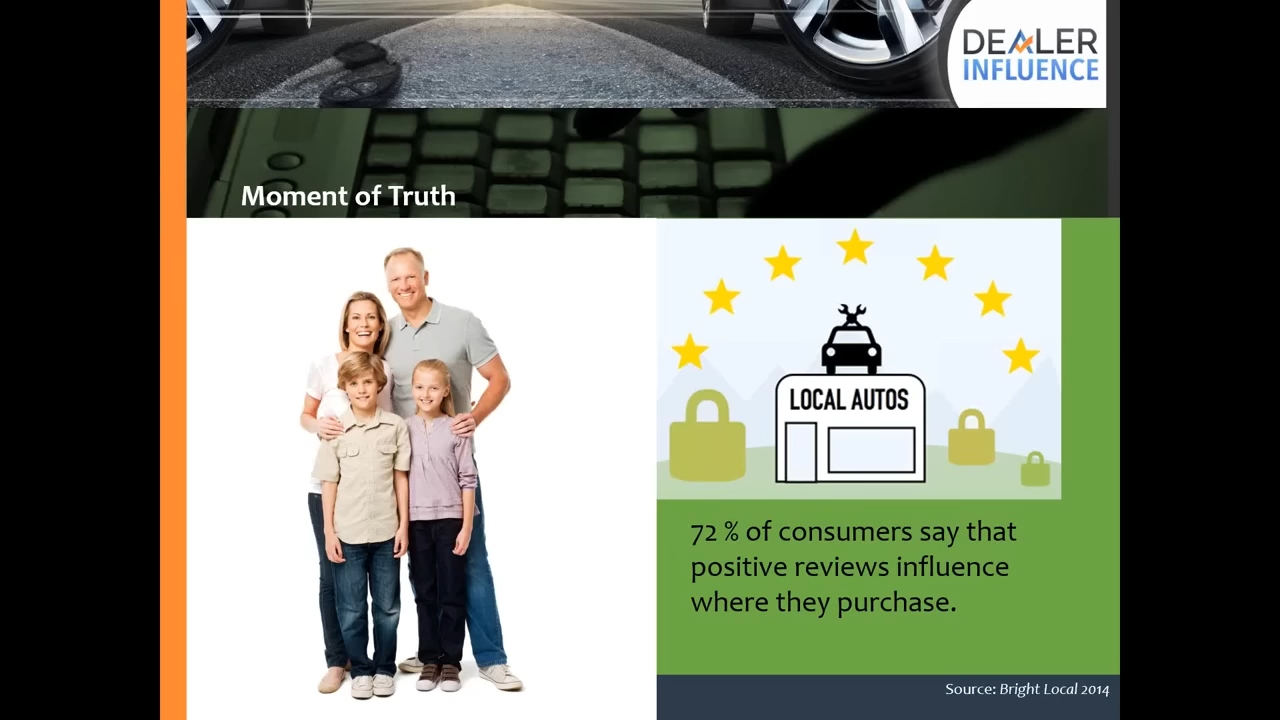 DEALER
INFLUENCE
Moment of Truth
LOCAL AUTOS
72 % of consumers say that
positive reviews influence
where they purchase.
Source: Bright Local 2014